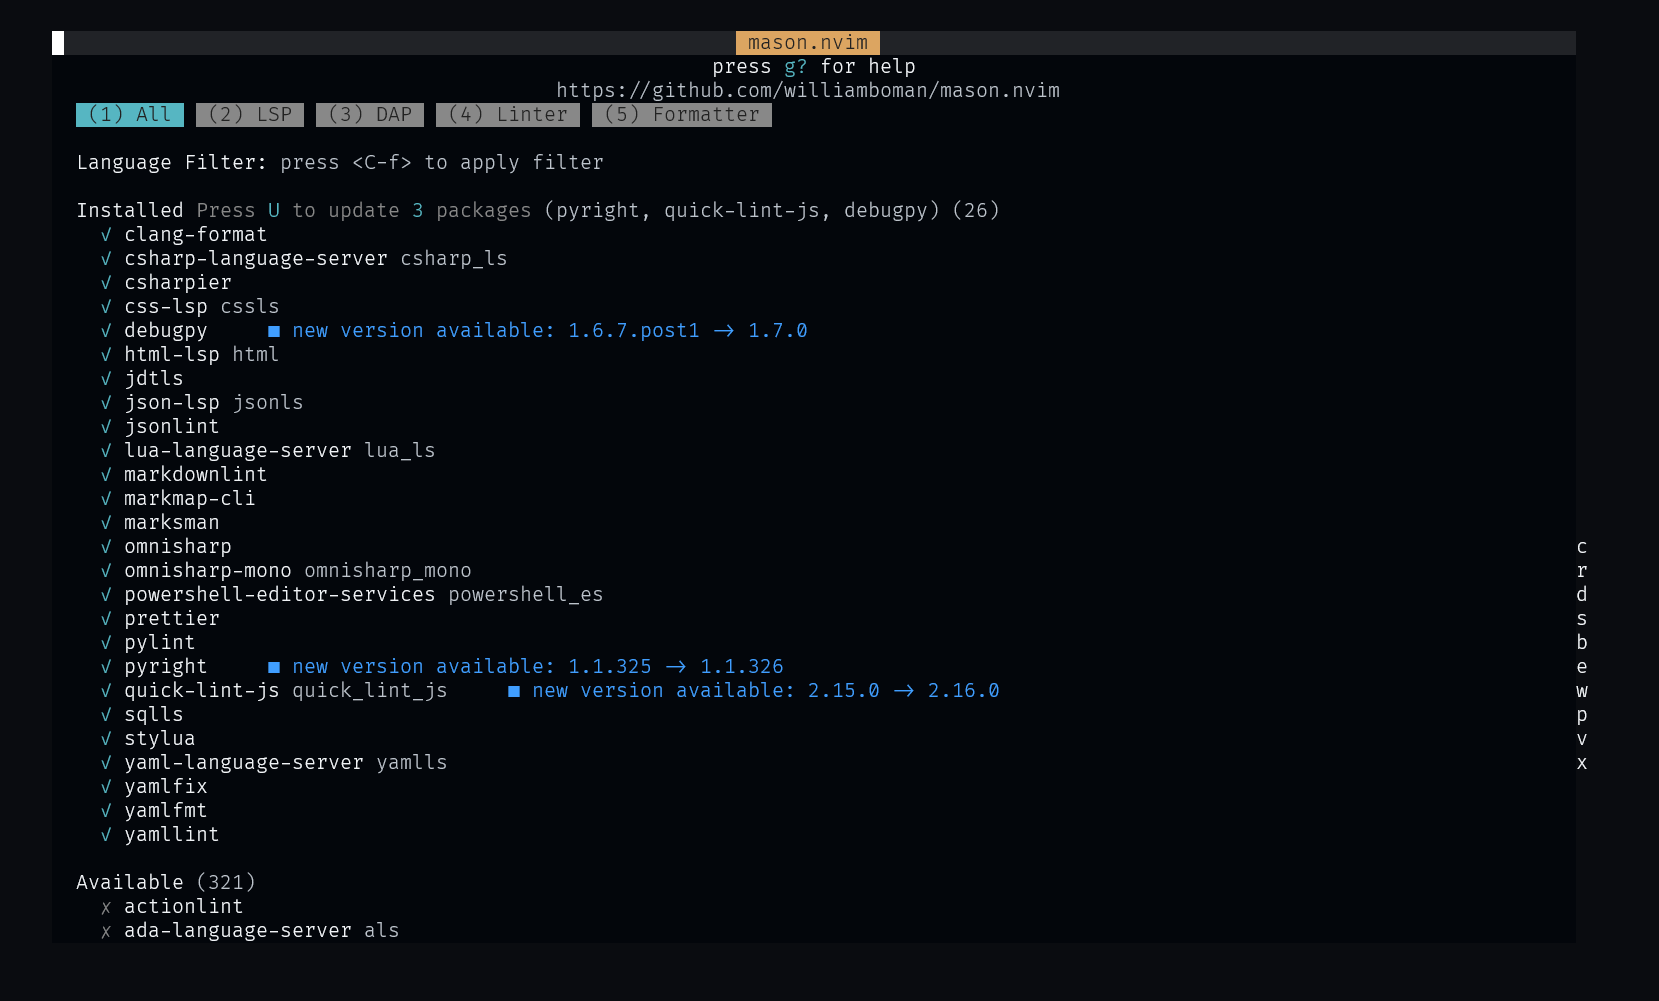 mason.nvim
press g? for help
https://github.com/williamboman/mason.nvim
(1) All (2) LSP (3) DAP (4) Linter (5) Formatter
Language Filter: press <C-f> to apply filter
Installed Press U to update 3 packages (pyright, quick-lint-js, debugpy) (26)
✓ clang-format
✓ csharp-language-server csharp_ls
✓ csharpier
✓ css-lsp cssls
✓ debugpy ■ new version available: 1.6.7.post1 -> 1.7.0
✓ html-lsp html
✓ jdtls
✓ json-lsp jsonls
✓ jsonlint
✓ lua-language-server lua_ls
✓ markdownlint
✓ markmap-cli
✓ marksman
✓ omnisharp
✓ omnisharp-mono omnisharp_mono
✓ powershell-editor-services powershell_es
✓ prettier
✓ pylint
✓ pyright ■ new version available: 1.1.325 -> 1.1.326
✓ quick-lint-js quick_lint_js ■ new version available: 2.15.0 -> 2.16.0
✓ sqlls
✓ stylua
✓ yaml-language-server yamlls
✓ yamlfix
✓ yamlfmt
✓ yamllint
Available (321)
✗ actionlint
✗ ada-language-server als
c
r
d
s
b
e
w
p
v
x